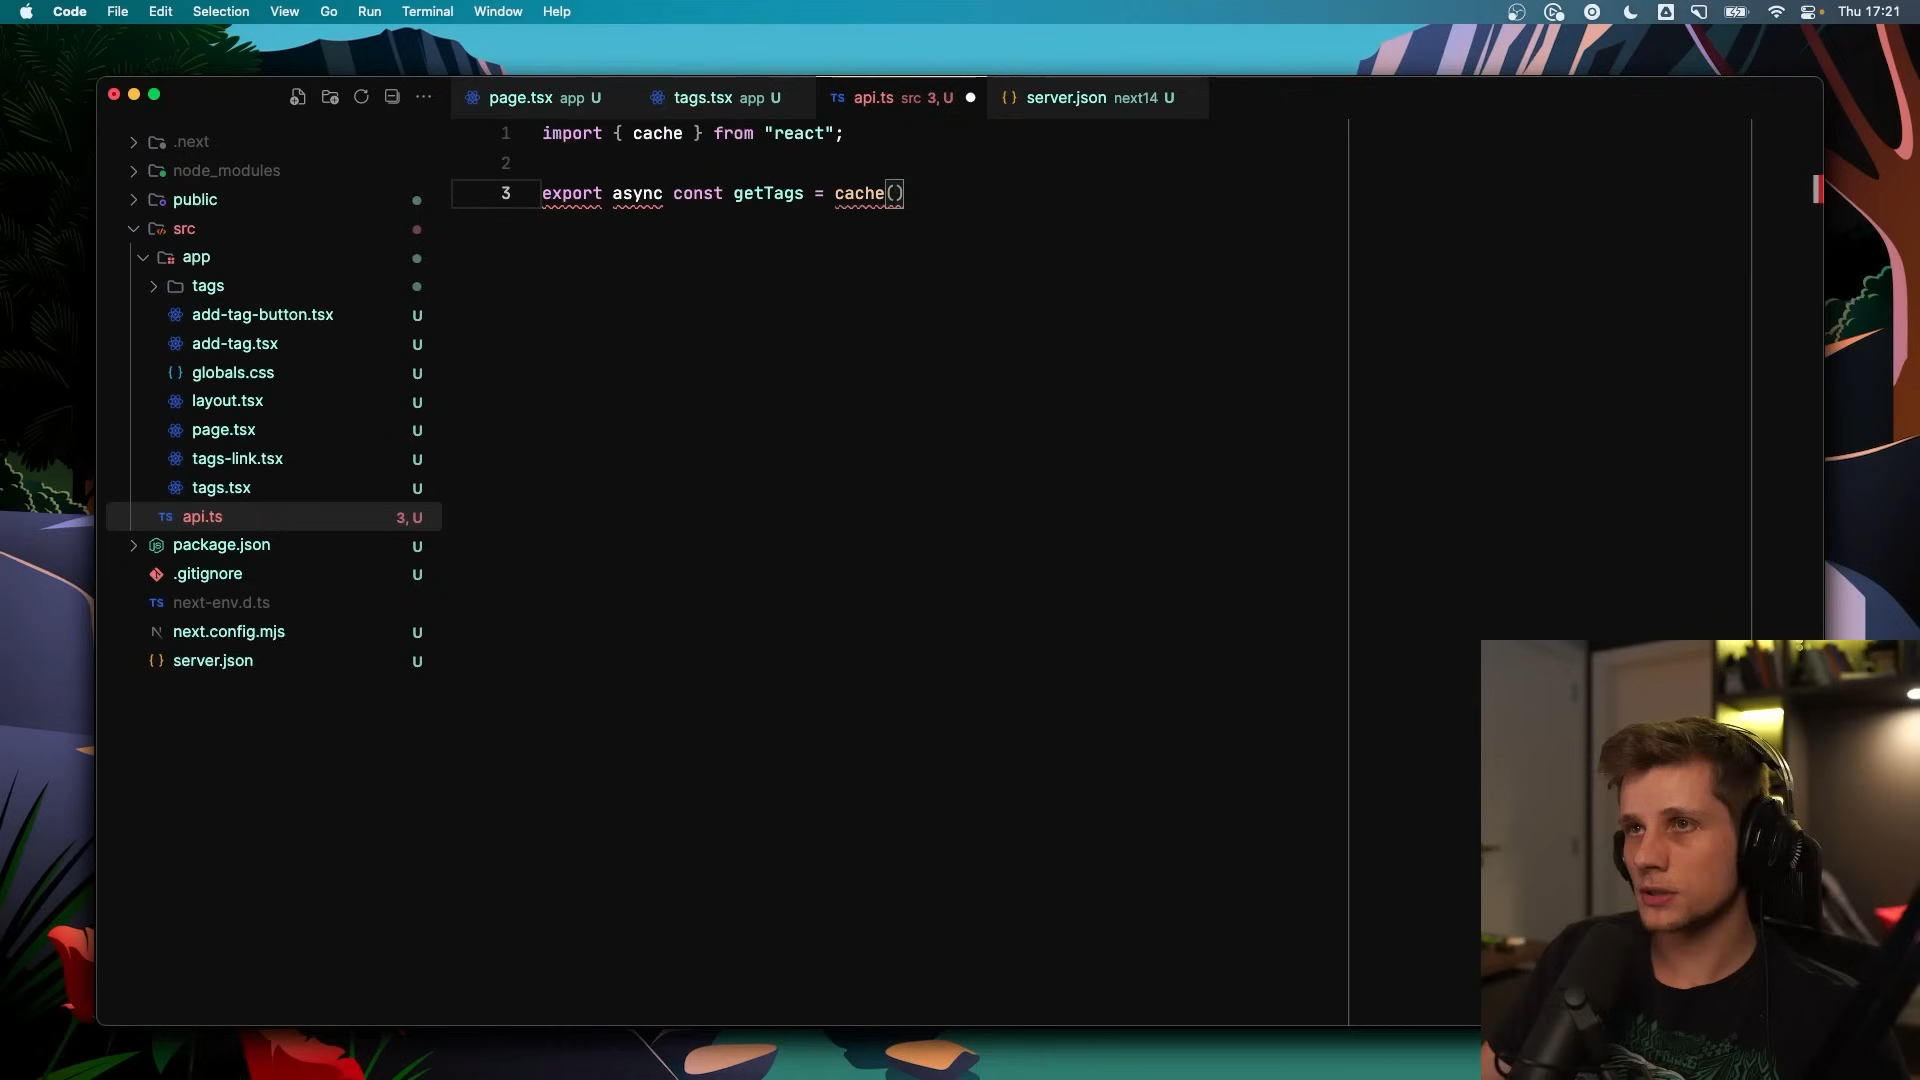 Code File Edit Selection View Go Run Terminal Window Help Thu 17:21
page.tsx app U tags.tsx app U TS api.ts src 3, U {} server.json next14 U
1 import { cache } from "react";
2
3 export async const getTags = cache()
.next
node_modules
public
src
app
tags
add-tag-button.tsx U
add-tag.tsx U
{} globals.css U
layout.tsx U
page.tsx U
tags-link.tsx U
tags.tsx U
TS api.ts 3, U
package.json U
.gitignore U
TS next-env.d.ts
N next.config.mjs U
{} server.json U